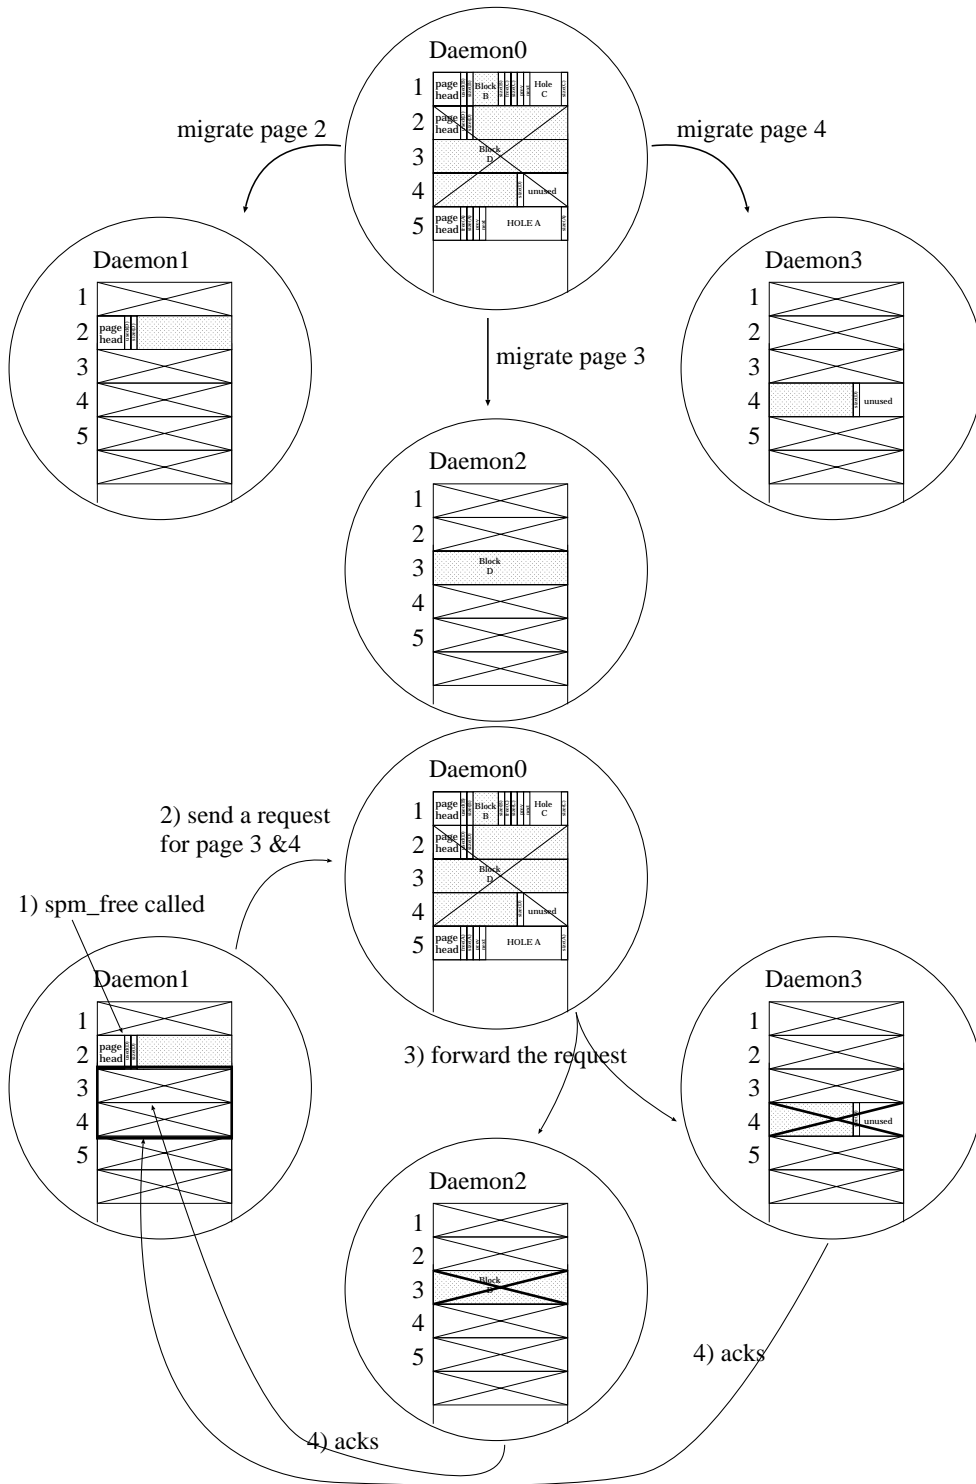 Daemon0
1 page head Block B Hole C
2 page head
3 Block D
4 unused
5 page head HOLE A
migrate page 2
migrate page 4
migrate page 3
Daemon1
1
2 page head
3
4
5
Daemon3
1
2
3
4 unused
5
Daemon2
1
2
3 Block D
4
5
Daemon0
1 page head Block B Hole C
2 page head
3 Block D
4 unused
5 page head HOLE A
2) send a request
for page 3 &4
1) spm_free called
3) forward the request
Daemon1
1
2 page head
3
4
5
Daemon3
1
2
3
4 unused
5
Daemon2
1
2
3 Block D
4
5
4) acks
4) acks